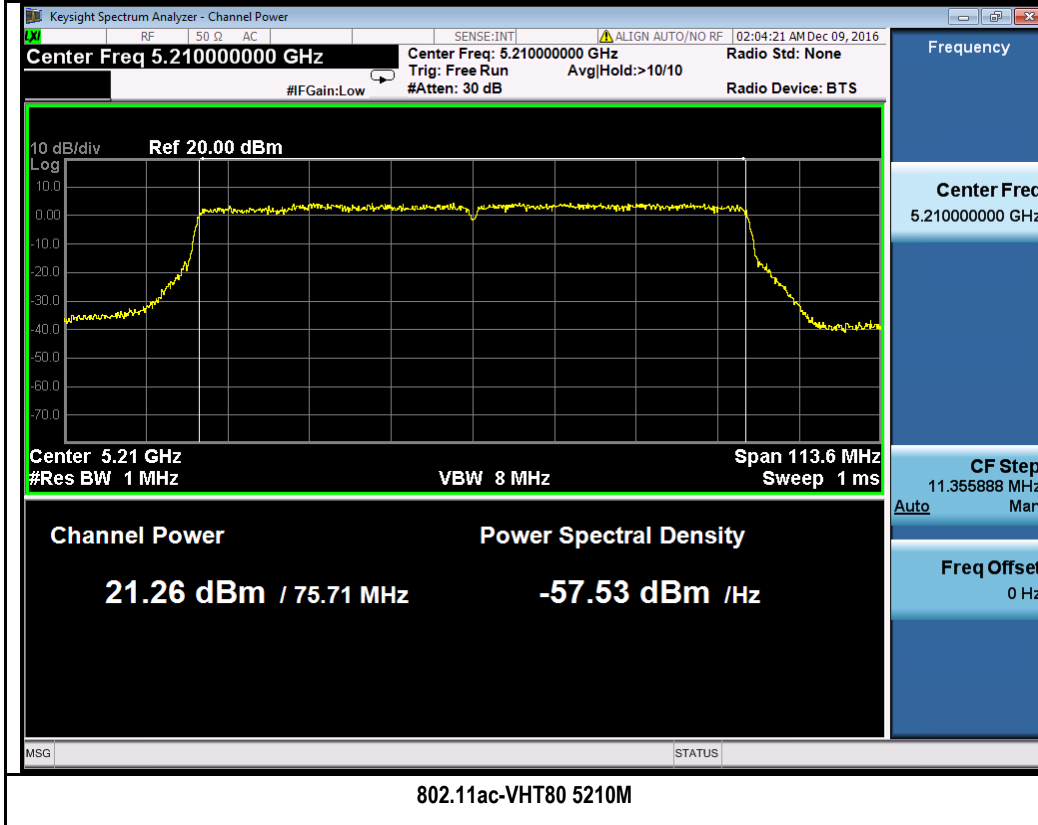 Keysight Spectrum Analyzer - Channel Power
LXI RF 50 Ω AC SENSE:INT ALIGN AUTO/NO RF 02:04:21 AM Dec 09, 2016
Center Freq 5.210000000 GHz
Center Freq: 5.210000000 GHz
Radio Std: None
Trig: Free Run Avg|Hold:>10/10
#IFGain:Low
#Atten: 30 dB
Radio Device: BTS
10 dB/div Ref 20.00 dBm
Log
10.0
0.00
-10.0
-20.0
-30.0
-40.0
-50.0
-60.0
-70.0
Center 5.21 GHz Span 113.6 MHz
#Res BW 1 MHz VBW 8 MHz Sweep 1 ms
Channel Power Power Spectral Density
21.26 dBm / 75.71 MHz -57.53 dBm /Hz
MSG STATUS
Frequency
Center Freq
5.210000000 GHz
CF Step
11.355888 MHz
Auto Man
Freq Offset
0 Hz
802.11ac-VHT80 5210M